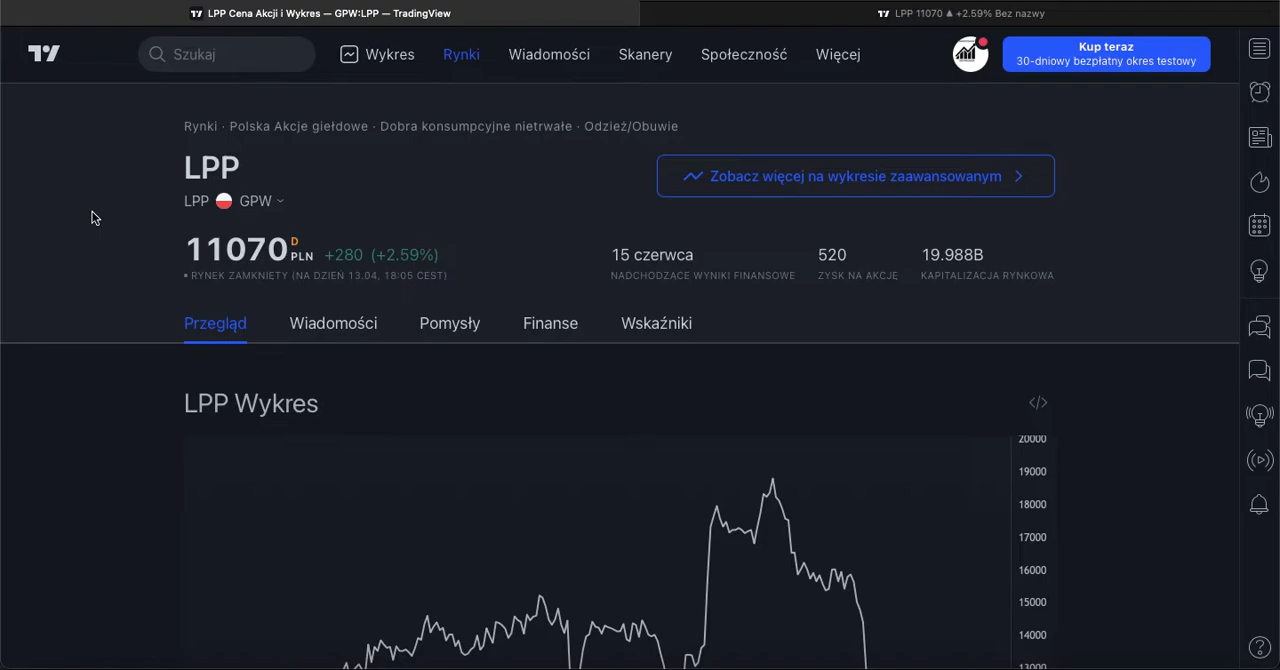 LPP Cena Akcji i Wykres — GPW:LPP — TradingView
LPP 11070 ▲ +2.59% Bez nazwy
Szukaj
Wykres
Rynki
Wiadomości
Skanery
Społeczność
Więcej
Kup teraz
30-dniowy bezpłatny okres testowy
Rynki · Polska Akcje giełdowe · Dobra konsumpcyjne nietrwałe · Odzież/Obuwie
LPP
Zobacz więcej na wykresie zaawansowanym
LPP GPW
11070 D PLN +280 (+2.59%)
• RYNEK ZAMKNIĘTY (NA DZIEŃ 13.04, 18:05 CEST)
15 czerwca
NADCHODZĄCE WYNIKI FINANSOWE
520
ZYSK NA AKCJĘ
19.988B
KAPITALIZACJA RYNKOWA
Przegląd
Wiadomości
Pomysły
Finanse
Wskaźniki
LPP Wykres
</>
20000
19000
18000
17000
16000
15000
14000
13000